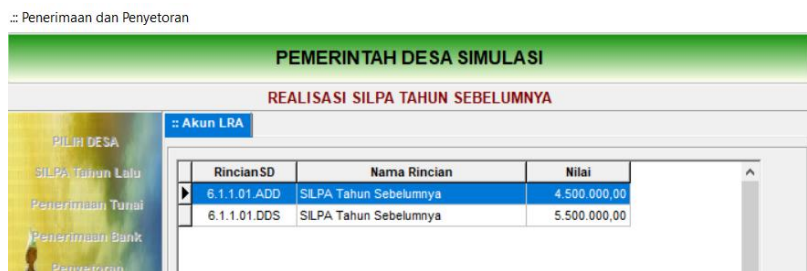 .:: Penerimaan dan Penyetoran
PEMERINTAH DESA SIMULASI
REALISASI SILPA TAHUN SEBELUMNYA
:: Akun LRA
PILIH DESA
SILPA Tahun Lalu
Penerimaan Tunai
Penerimaan Bank
Penyetoran
RincianSD Nama Rincian Nilai
6.1.1.01.ADD SILPA Tahun Sebelumnya 4.500.000,00
6.1.1.01.DDS SILPA Tahun Sebelumnya 5.500.000,00